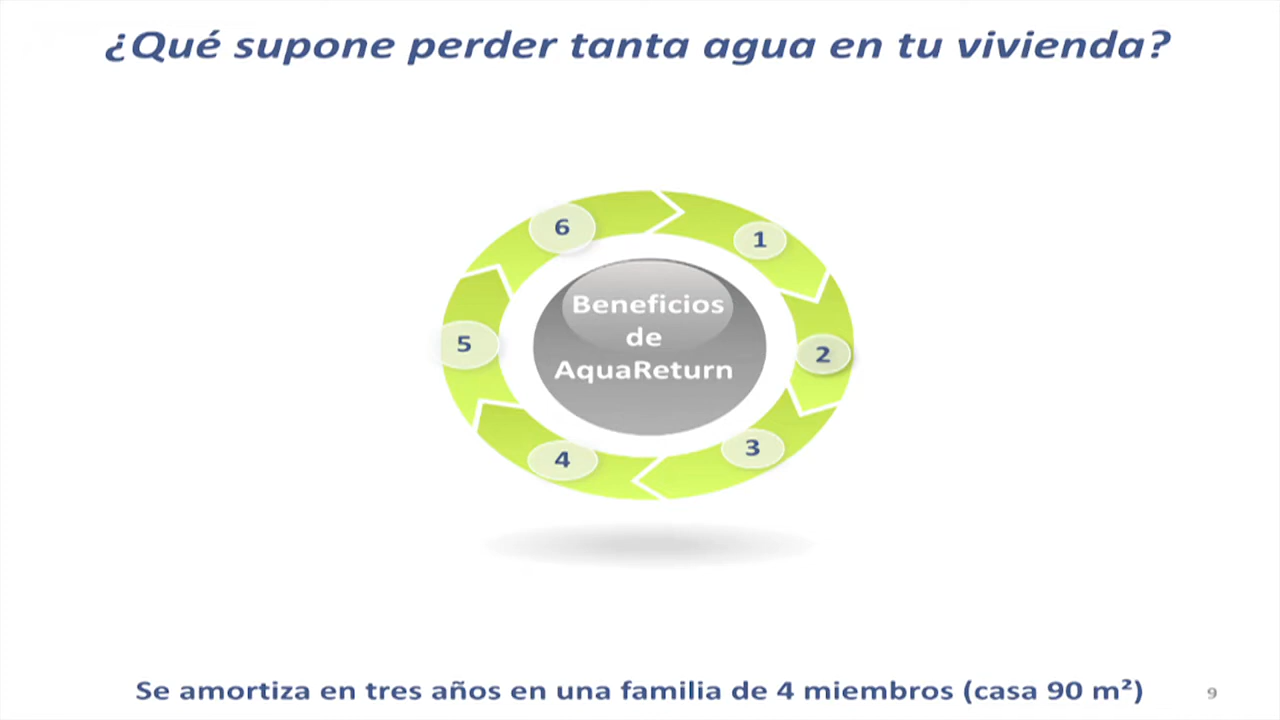 ¿Qué supone perder tanta agua en tu vivienda?
6
1
Beneficios
de
AquaReturn
5
2
4
3
Se amortiza en tres años en una familia de 4 miembros (casa 90 m²)
9